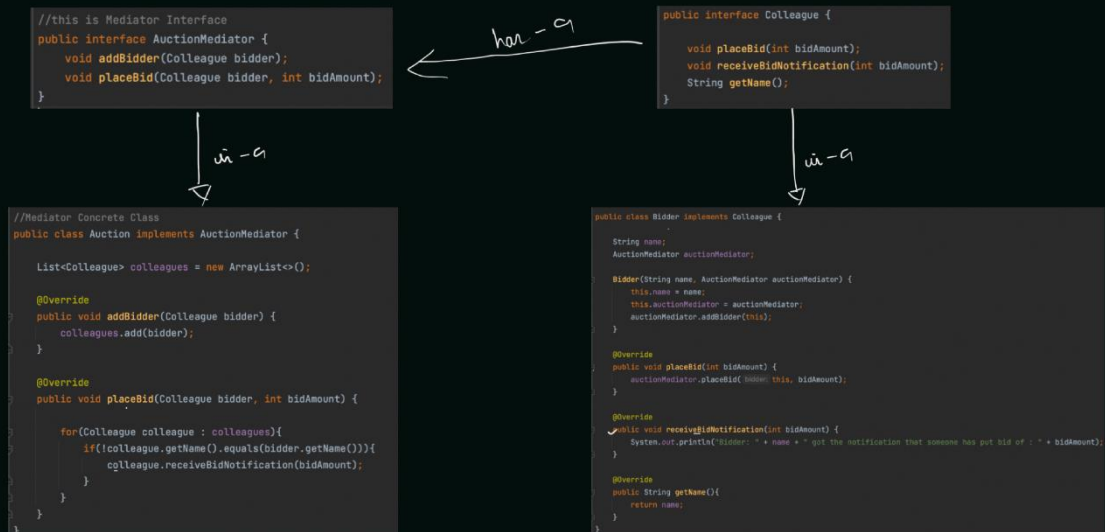 //this is Mediator Interface
public interface AuctionMediator {
void addBidder(Colleague bidder);
void placeBid(Colleague bidder, int bidAmount);
}
has-a
public interface Colleague {
void placeBid(int bidAmount);
void receiveBidNotification(int bidAmount);
String getName();
}
is-a
is-a
//Mediator Concrete Class
public class Auction implements AuctionMediator {
List<Colleague> colleagues = new ArrayList<>();
@Override
public void addBidder(Colleague bidder) {
colleagues.add(bidder);
}
@Override
public void placeBid(Colleague bidder, int bidAmount) {
for(Colleague colleague : colleagues){
if(!colleague.getName().equals(bidder.getName())){
colleague.receiveBidNotification(bidAmount);
}
}
}
}
public class Bidder implements Colleague {
String name;
AuctionMediator auctionMediator;
Bidder(String name, AuctionMediator auctionMediator) {
this.name = name;
this.auctionMediator = auctionMediator;
auctionMediator.addBidder(this);
}
@Override
public void placeBid(int bidAmount) {
auctionMediator.placeBid( bidder: this, bidAmount);
}
@Override
public void receiveBidNotification(int bidAmount) {
System.out.println("Bidder: " + name + " got the notification that someone has put bid of : " + bidAmount);
}
@Override
public String getName(){
return name;
}
}